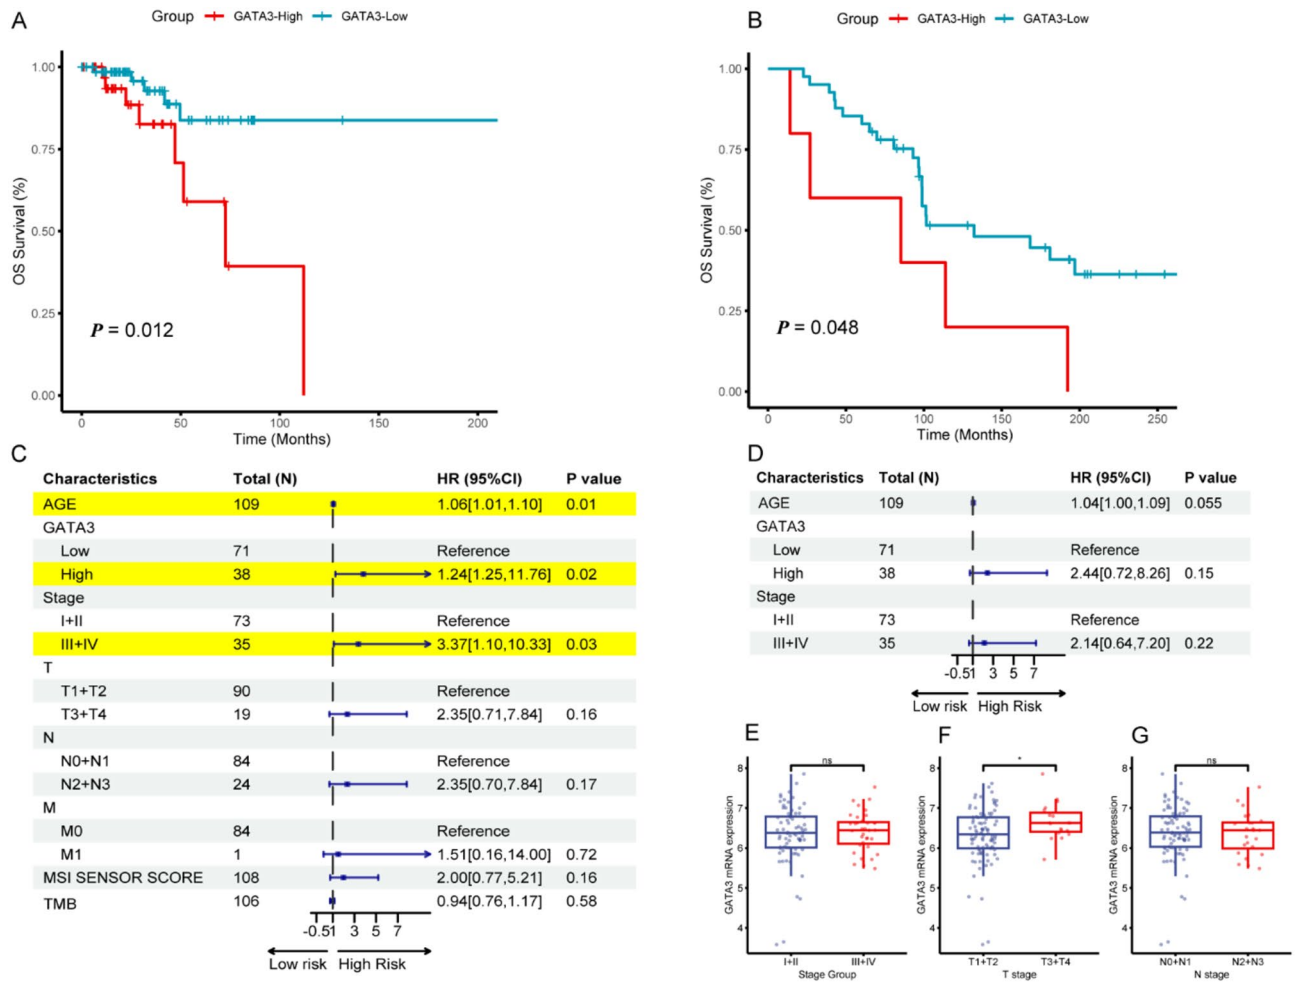 A
Group GATA3-High GATA3-Low
1.00
0.75
0.50
0.25
0.00
OS Survival (%)
P = 0.012
0 50 100 150 200
Time (Months)
B
Group GATA3-High GATA3-Low
1.00
0.75
0.50
0.25
0.00
OS Survival (%)
P = 0.048
0 50 100 150 200 250
Time (Months)
C
Characteristics Total (N) HR (95%CI) P value
AGE 109 1.06[1.01,1.10] 0.01
GATA3
Low 71 Reference
High 38 1.24[1.25,11.76] 0.02
Stage
I+II 73 Reference
III+IV 35 3.37[1.10,10.33] 0.03
T
T1+T2 90 Reference
T3+T4 19 2.35[0.71,7.84] 0.16
N
N0+N1 84 Reference
N2+N3 24 2.35[0.70,7.84] 0.17
M
M0 84 Reference
M1 1 1.51[0.16,14.00] 0.72
MSI SENSOR SCORE 108 2.00[0.77,5.21] 0.16
TMB 106 0.94[0.76,1.17] 0.58
-0.5 1 3 5 7
Low risk High Risk
D
Characteristics Total (N) HR (95%CI) P value
AGE 109 1.04[1.00,1.09] 0.055
GATA3
Low 71 Reference
High 38 2.44[0.72,8.26] 0.15
Stage
I+II 73 Reference
III+IV 35 2.14[0.64,7.20] 0.22
-0.5 1 3 5 7
Low risk High Risk
E
ns
8
7
6
5
4
GATA3 mRNA expression
I+II III+IV
Stage Group
F
*
8
7
6
5
4
GATA3 mRNA expression
T1+T2 T3+T4
T stage
G
ns
8
7
6
5
4
GATA3 mRNA expression
N0+N1 N2+N3
N stage